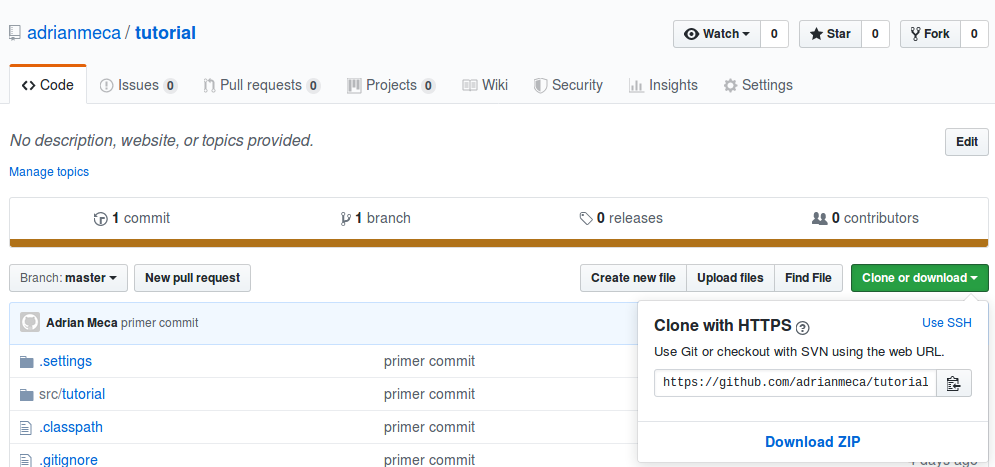 adrianmeca / tutorial
Watch 0 Star 0 Fork 0
Code Issues 0 Pull requests 0 Projects 0 Wiki Security Insights Settings
No description, website, or topics provided.
Edit
Manage topics
1 commit 1 branch 0 releases 0 contributors
Branch: master New pull request Create new file Upload files Find File Clone or download
Adrian Meca primer commit
.settings primer commit
src/tutorial primer commit
.classpath primer commit
.gitignore primer commit
Clone with HTTPS ? Use SSH
Use Git or checkout with SVN using the web URL.
https://github.com/adrianmeca/tutorial
Download ZIP
days ago